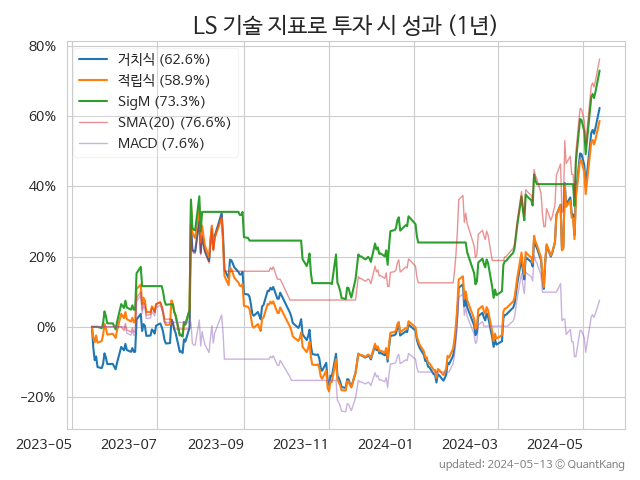 LS 기술 지표로 투자 시 성과 (1년)
거치식 (62.6%)
적립식 (58.9%)
SigM (73.3%)
SMA(20) (76.6%)
MACD (7.6%)
80%
60%
40%
20%
0%
−20%
2023-05 2023-07 2023-09 2023-11 2024-01 2024-03 2024-05
updated: 2024-05-13 © QuantKang